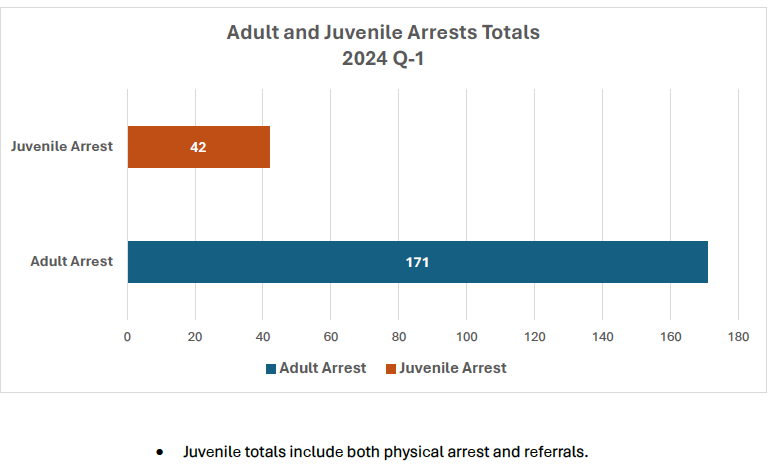 Adult and Juvenile Arrests Totals
2024 Q-1
Juvenile Arrest
42
Adult Arrest
171
0 20 40 60 80 100 120 140 160 180
Adult Arrest Juvenile Arrest
• Juvenile totals include both physical arrest and referrals.